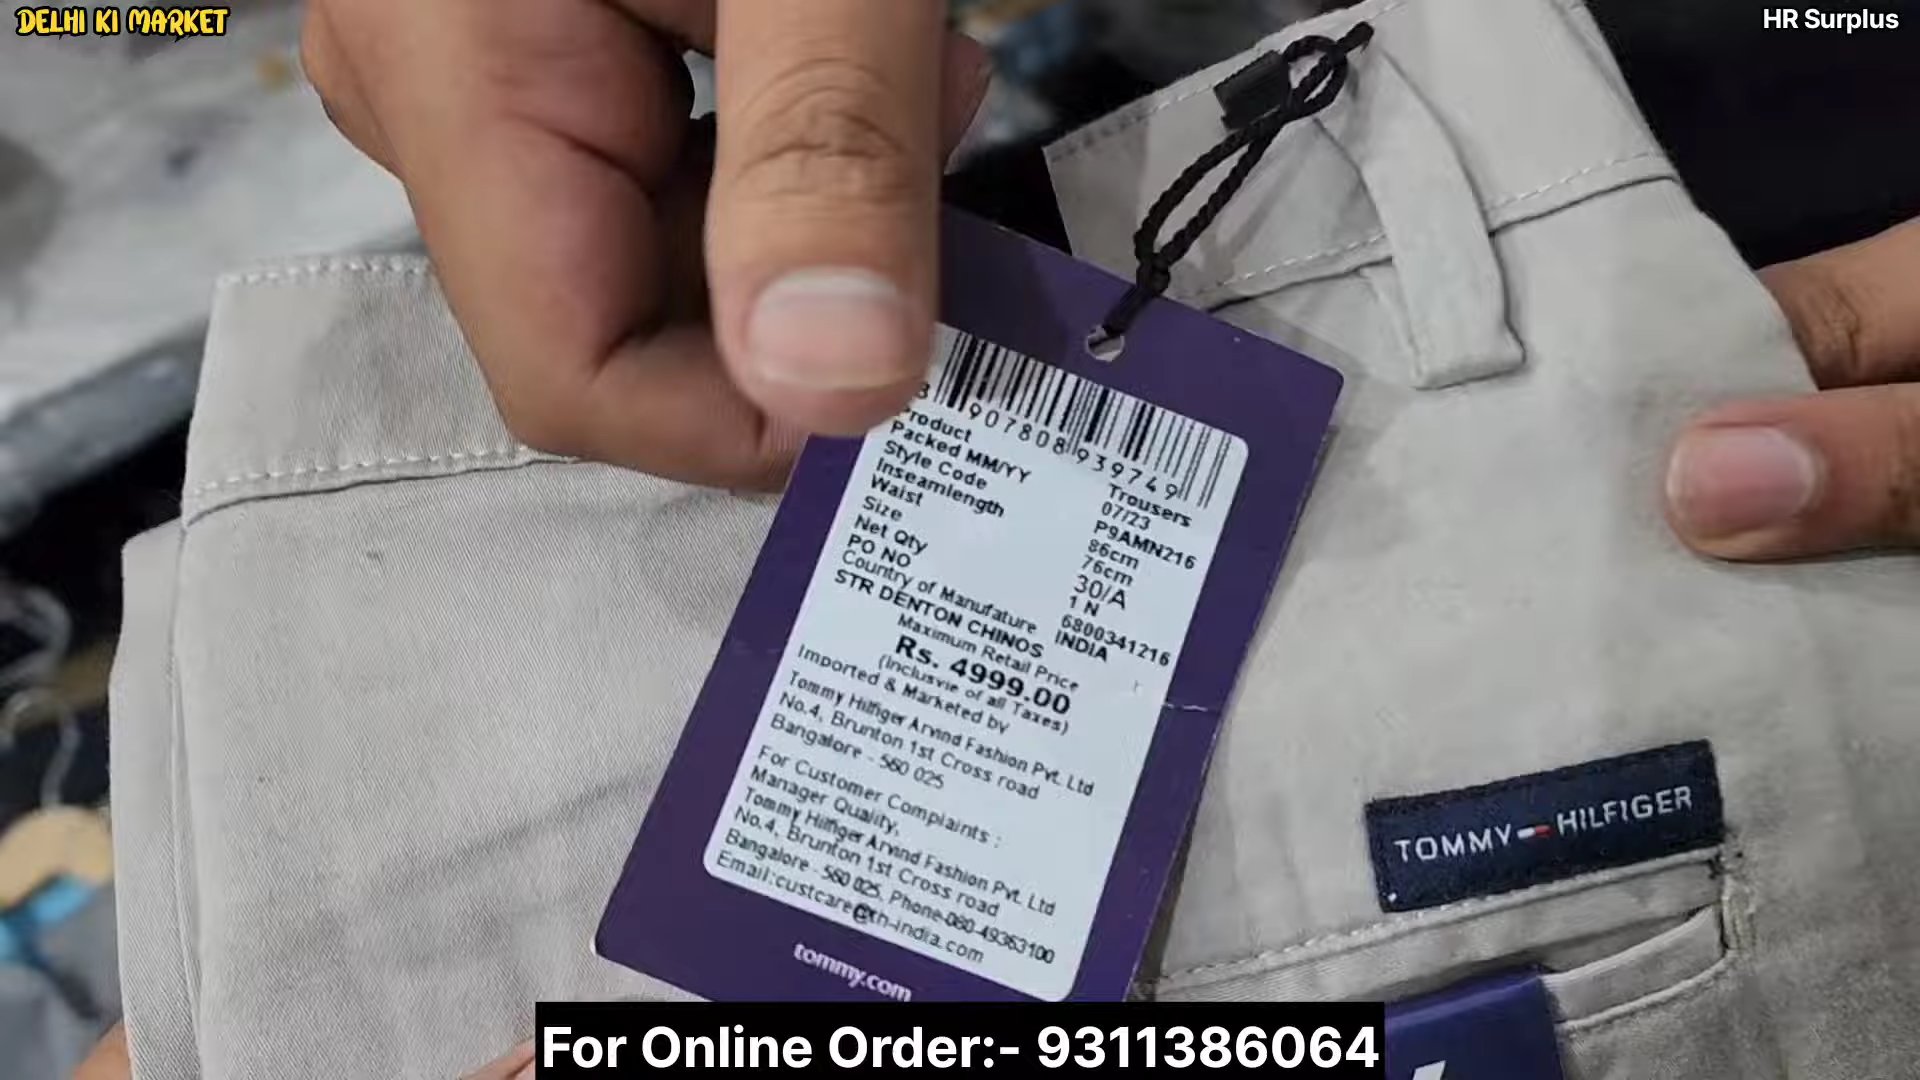 DELHI KI MARKET
HR Surplus
8 907808 939749
Product Trousers
Packed MM/YY 07/23
Style Code P9AMN216
Inseamlength 86cm
Waist 76cm
Size 30/A
Net Qty 1 N
PO NO 6800341216
Country of Manufature INDIA
STR DENTON CHINOS
Maximum Retail Price
Rs. 4999.00
(Inclusvie of all Taxes)
Imported & Marketed by
Tommy Hilfiger Arvind Fashion Pvt. Ltd
No.4, Brunton 1st Cross road
Bangalore - 560 025
For Customer Complaints :
Manager Quality,
Tommy Hilfiger Arvind Fashion Pvt. Ltd
No.4, Brunton 1st Cross road
Bangalore - 560 025, Phone-080-49363100
Email:custcare@th-india.com
tommy.com
TOMMY HILFIGER
For Online Order:- 9311386064